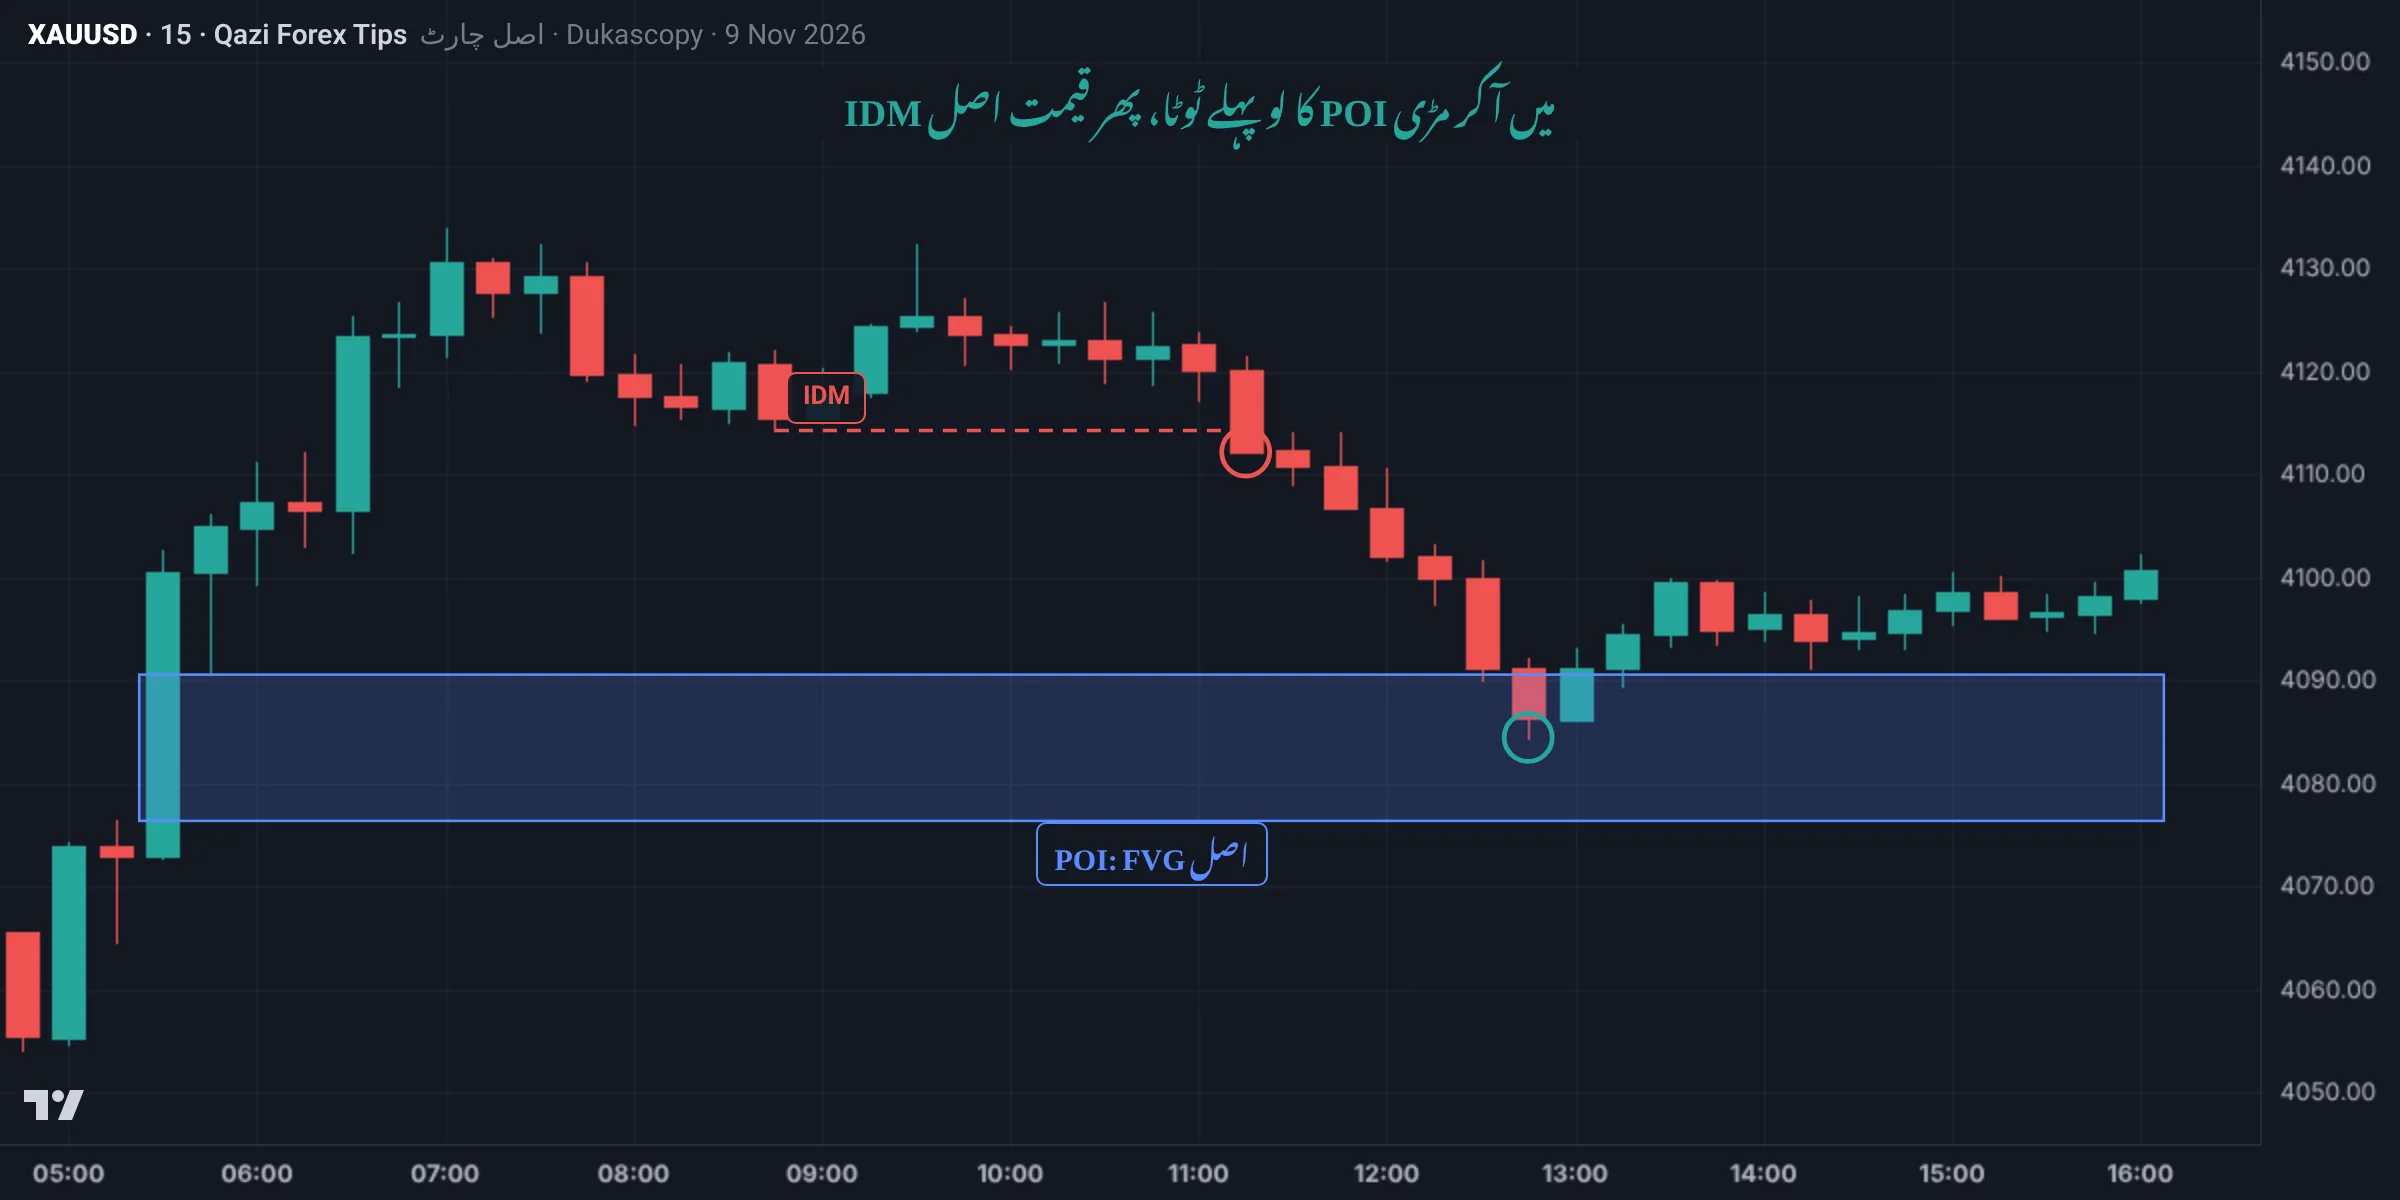 XAUUSD · 15 · Qazi Forex Tips اصل چارٹ · Dukascopy · 9 Nov 2026
IDM کا لو پہلے ٹوٹا، پھر قیمت اصل POI میں آ کر مڑی
4150.00
4140.00
4130.00
4120.00
4110.00
4100.00
4090.00
4080.00
4070.00
4060.00
4050.00
IDM
اصل POI: FVG
05:00 06:00 07:00 08:00 09:00 10:00 11:00 12:00 13:00 14:00 15:00 16:00